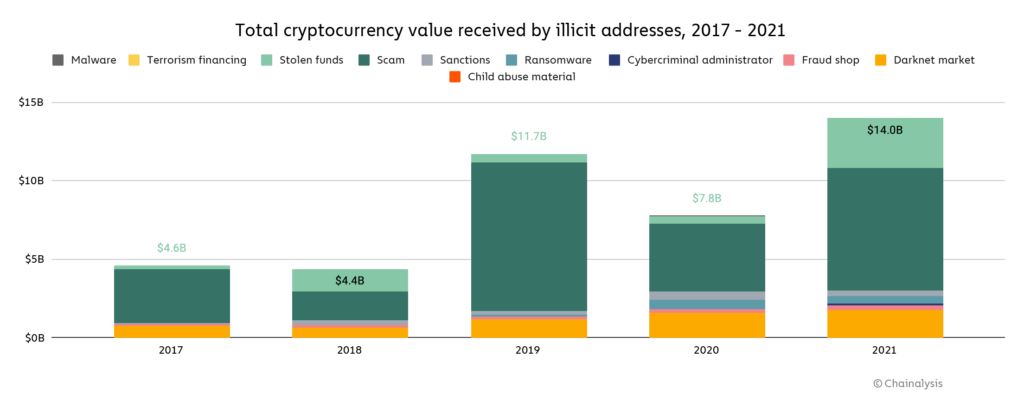 Total cryptocurrency value received by illicit addresses, 2017 - 2021
Malware Terrorism financing Stolen funds Scam Sanctions Ransomware Cybercriminal administrator Fraud shop Darknet market
Child abuse material
$15B
$14.0B
$11.7B
$10B
$7.8B
$5B
$4.6B
$4.4B
$0B
2017 2018 2019 2020 2021
© Chainalysis